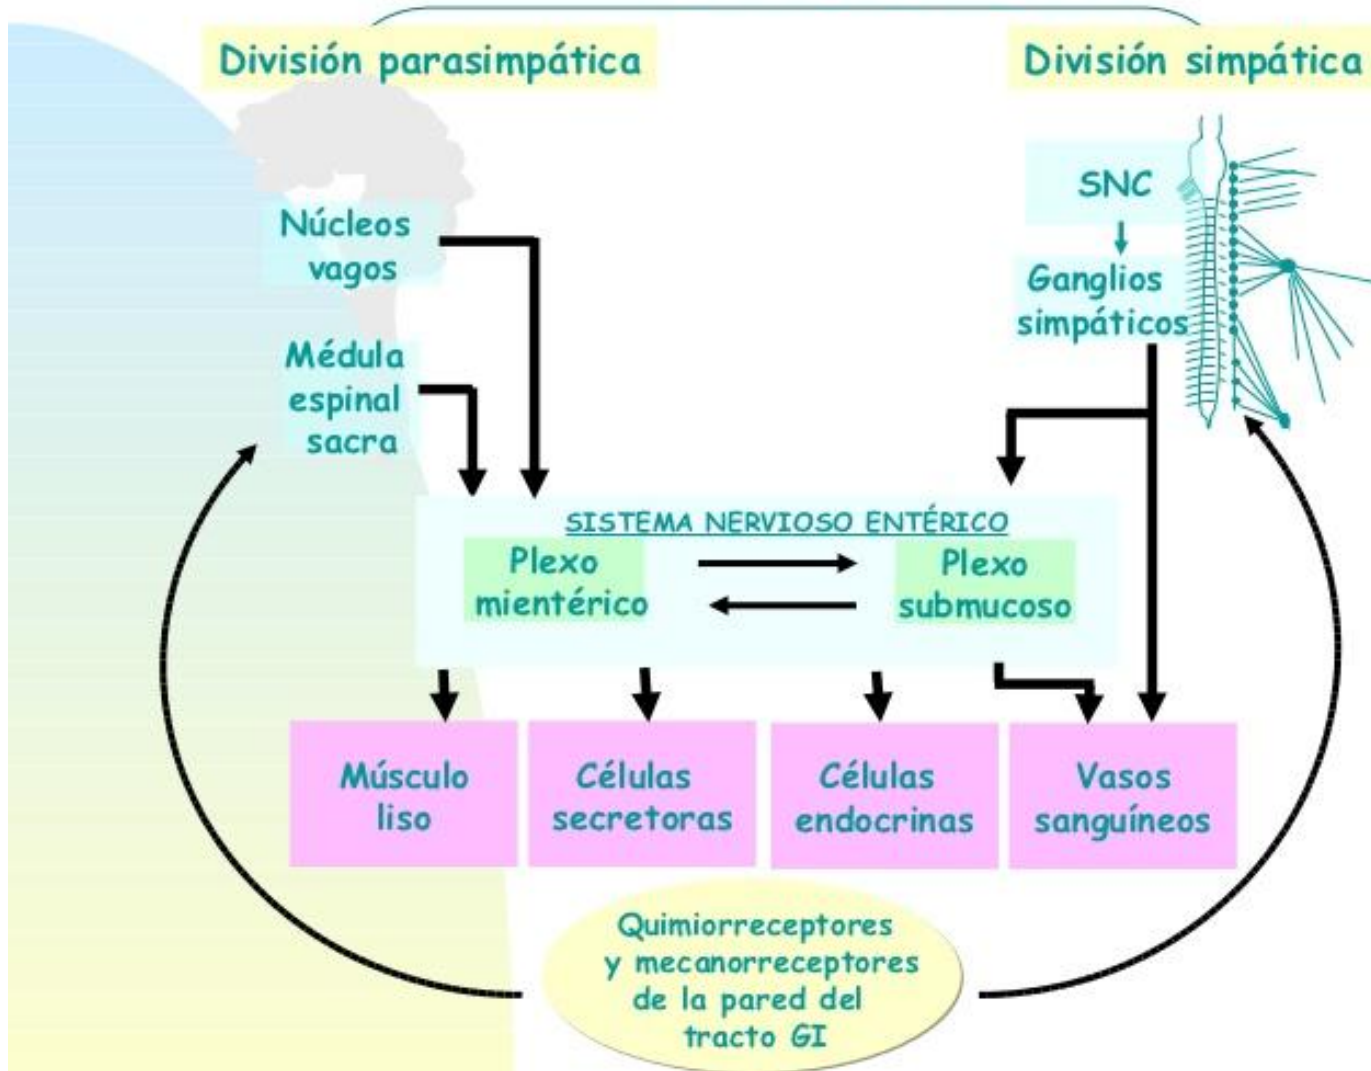 División parasimpática
División simpática
Núcleos
vagos
Médula
espinal
sacra
SNC
Ganglios
simpáticos
SISTEMA NERVIOSO ENTÉRICO
Plexo
mientérico
Plexo
submucoso
Músculo
liso
Células
secretoras
Células
endocrinas
Vasos
sanguíneos
Quimiorreceptores
y mecanorreceptores
de la pared del
tracto GI